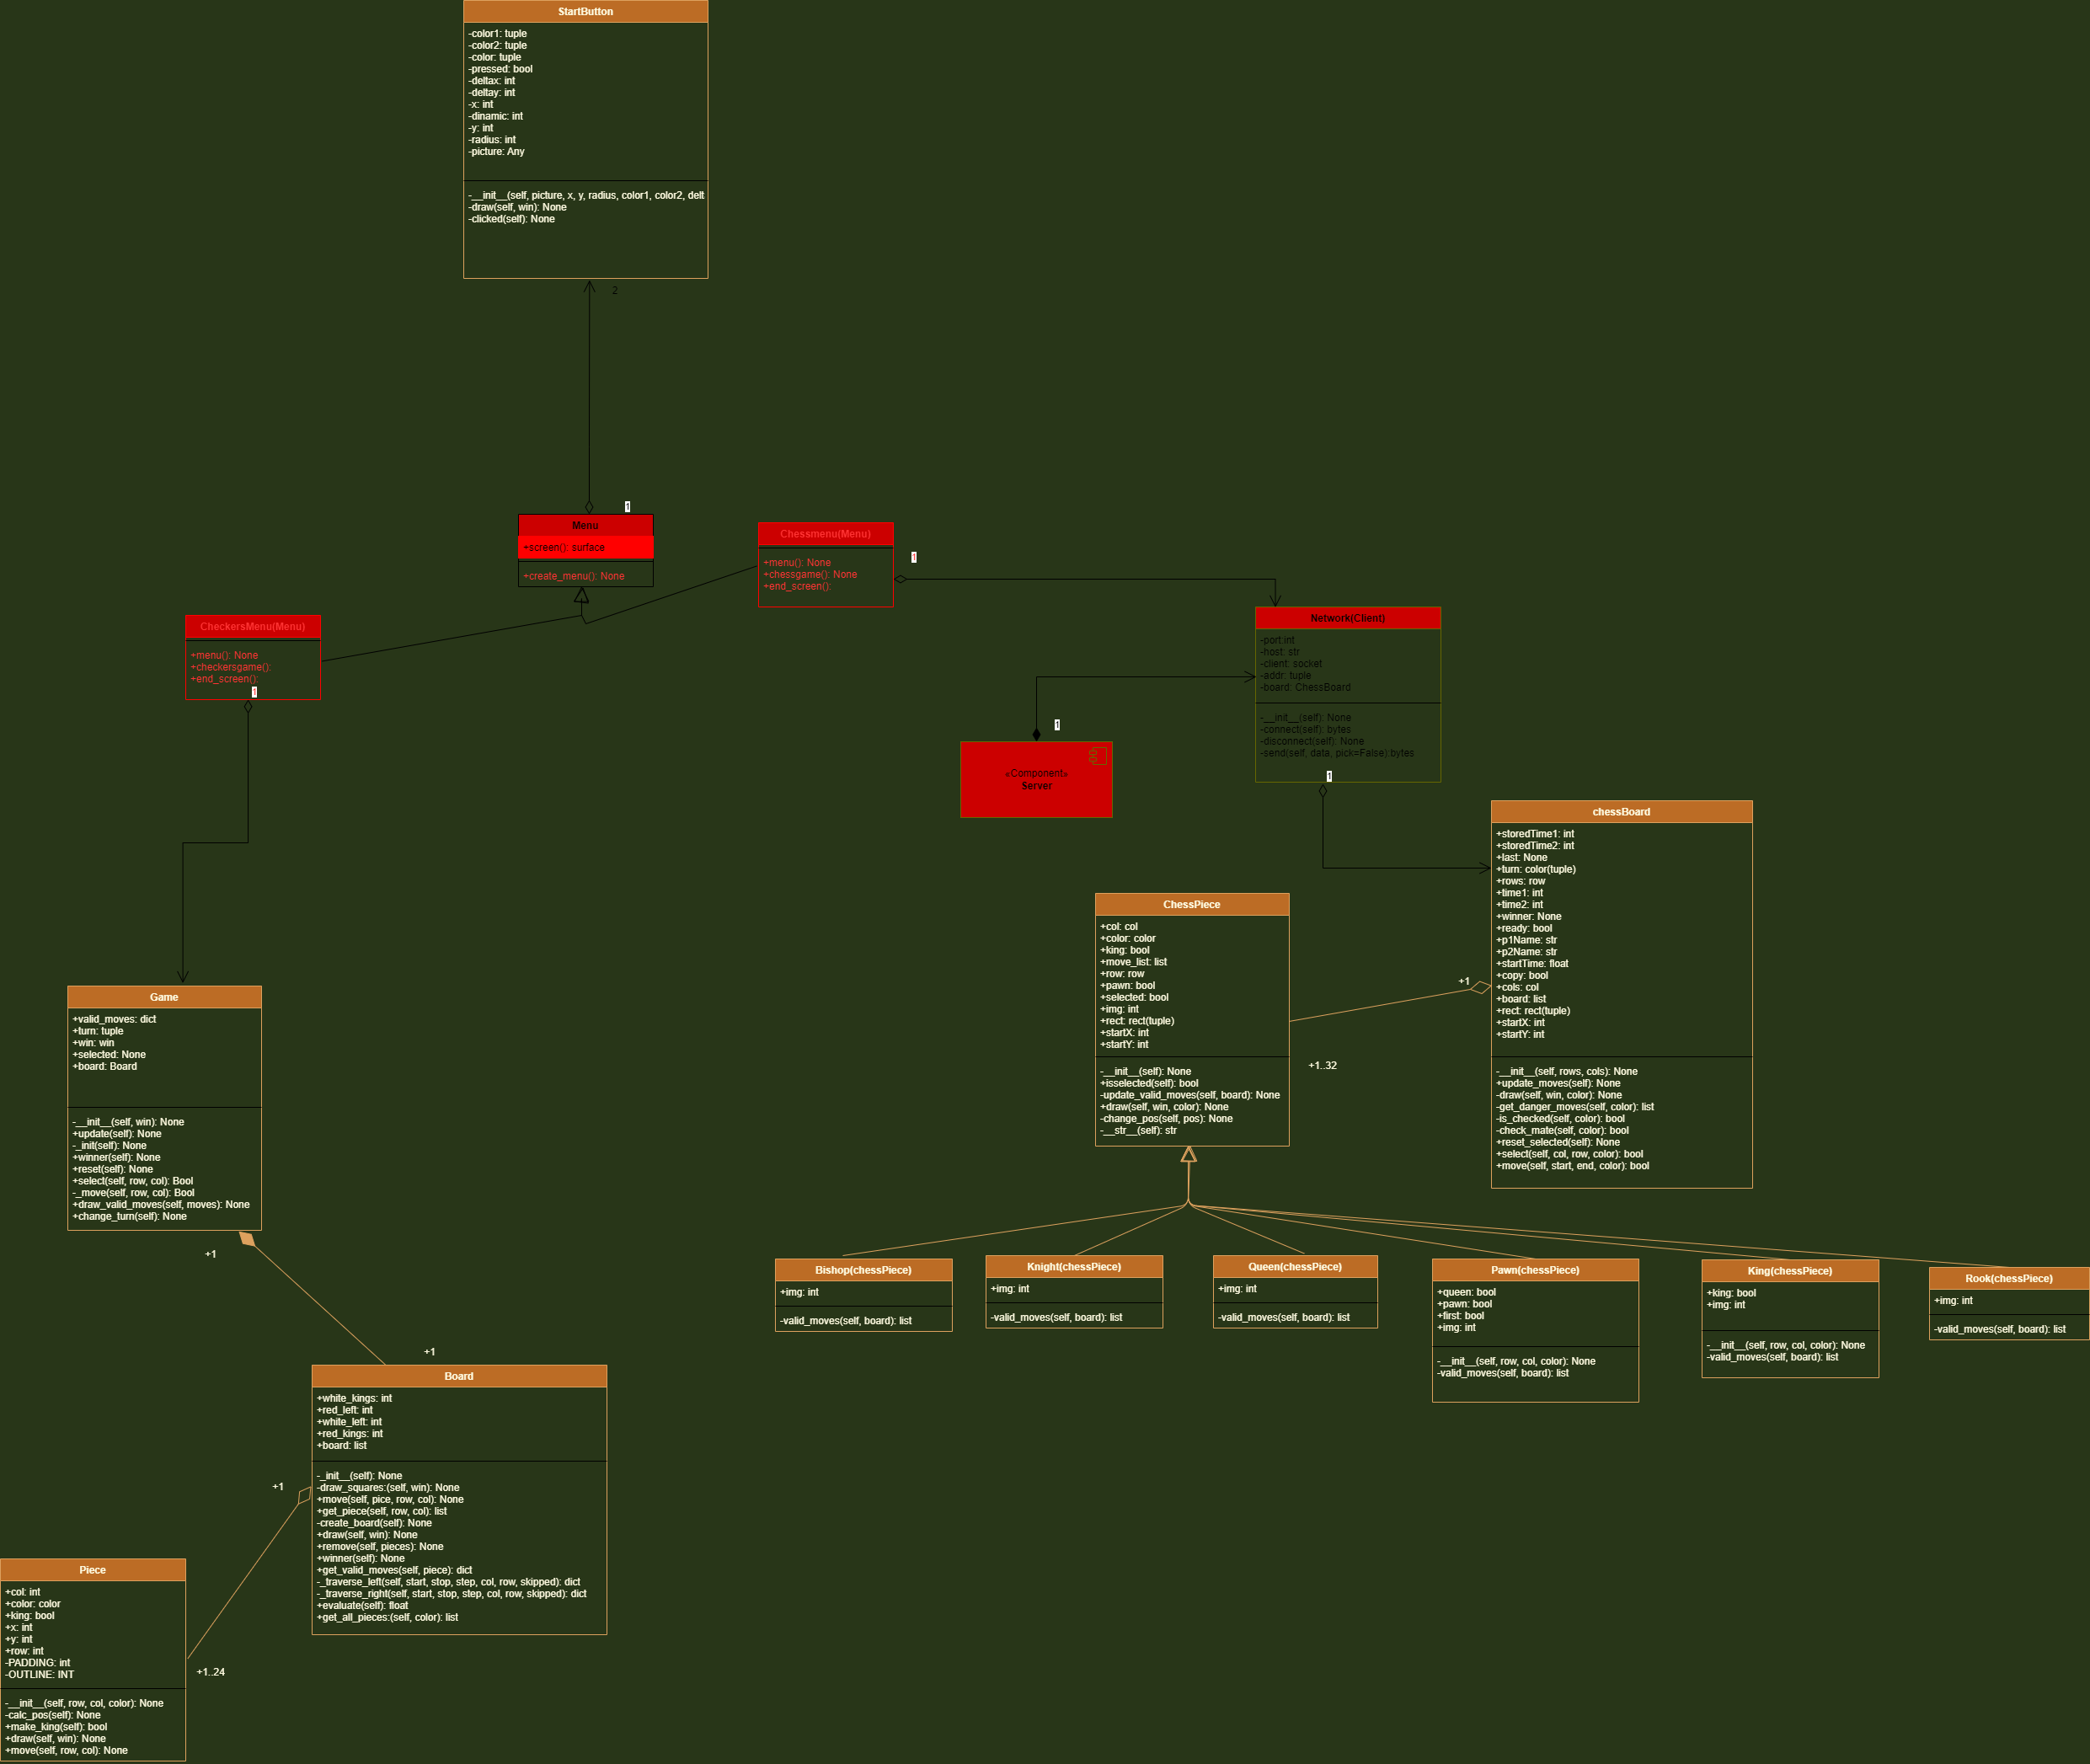 StartButton
-color1: tuple
-color2: tuple
-color: tuple
-pressed: bool
-deltax: int
-deltay: int
-x: int
-dinamic: int
-y: int
-radius: int
-picture: Any
-__init__(self, picture, x, y, radius, color1, color2, delt
-draw(self, win): None
-clicked(self): None
2
1
Menu
+screen(): surface
+create_menu(): None
Chessmenu(Menu)
+menu(): None
+chessgame(): None
+end_screen():
1
CheckersMenu(Menu)
+menu(): None
+checkersgame():
+end_screen():
1
Network(Client)
-port:int
-host: str
-client: socket
-addr: tuple
-board: ChessBoard
-__init__(self): None
-connect(self): bytes
-disconnect(self): None
-send(self, data, pick=False):bytes
1
1
«Component»
Server
chessBoard
+storedTime1: int
+storedTime2: int
+last: None
+turn: color(tuple)
+rows: row
+time1: int
+time2: int
+winner: None
+ready: bool
+p1Name: str
+p2Name: str
+startTime: float
+copy: bool
+cols: col
+board: list
+rect: rect(tuple)
+startX: int
+startY: int
-__init__(self, rows, cols): None
+update_moves(self): None
-draw(self, win, color): None
-get_danger_moves(self, color): list
-is_checked(self, color): bool
-check_mate(self, color): bool
+reset_selected(self): None
+select(self, col, row, color): bool
+move(self, start, end, color): bool
+1
+1..32
ChessPiece
+col: col
+color: color
+king: bool
+move_list: list
+row: row
+pawn: bool
+selected: bool
+img: int
+rect: rect(tuple)
+startX: int
+startY: int
-__init__(self): None
+isselected(self): bool
-update_valid_moves(self, board): None
+draw(self, win, color): None
-change_pos(self, pos): None
-__str__(self): str
Game
+valid_moves: dict
+turn: tuple
+win: win
+selected: None
+board: Board
-__init__(self, win): None
+update(self): None
-_init(self): None
+winner(self): None
+reset(self): None
+select(self, row, col): Bool
-_move(self, row, col): Bool
+draw_valid_moves(self, moves): None
+change_turn(self): None
+1
+1
Bishop(chessPiece)
+img: int
-valid_moves(self, board): list
Knight(chessPiece)
+img: int
-valid_moves(self, board): list
Queen(chessPiece)
+img: int
-valid_moves(self, board): list
Pawn(chessPiece)
+queen: bool
+pawn: bool
+first: bool
+img: int
-__init__(self, row, col, color): None
-valid_moves(self, board): list
King(chessPiece)
+king: bool
+img: int
-__init__(self, row, col, color): None
-valid_moves(self, board): list
Rook(chessPiece)
+img: int
-valid_moves(self, board): list
Board
+white_kings: int
+red_left: int
+white_left: int
+red_kings: int
+board: list
-_init__(self): None
-draw_squares:(self, win): None
+move(self, pice, row, col): None
+get_piece(self, row, col): list
-create_board(self): None
+draw(self, win): None
+remove(self, pieces): None
+winner(self): None
+get_valid_moves(self, piece): dict
-_traverse_left(self, start, stop, step, col, row, skipped): dict
-_traverse_right(self, start, stop, step, col, row, skipped): dict
+evaluate(self): float
+get_all_pieces:(self, color): list
+1
+1..24
Piece
+col: int
+color: color
+king: bool
+x: int
+y: int
+row: int
-PADDING: int
-OUTLINE: INT
-__init__(self, row, col, color): None
-calc_pos(self): None
+make_king(self): bool
+draw(self, win): None
+move(self, row, col): None